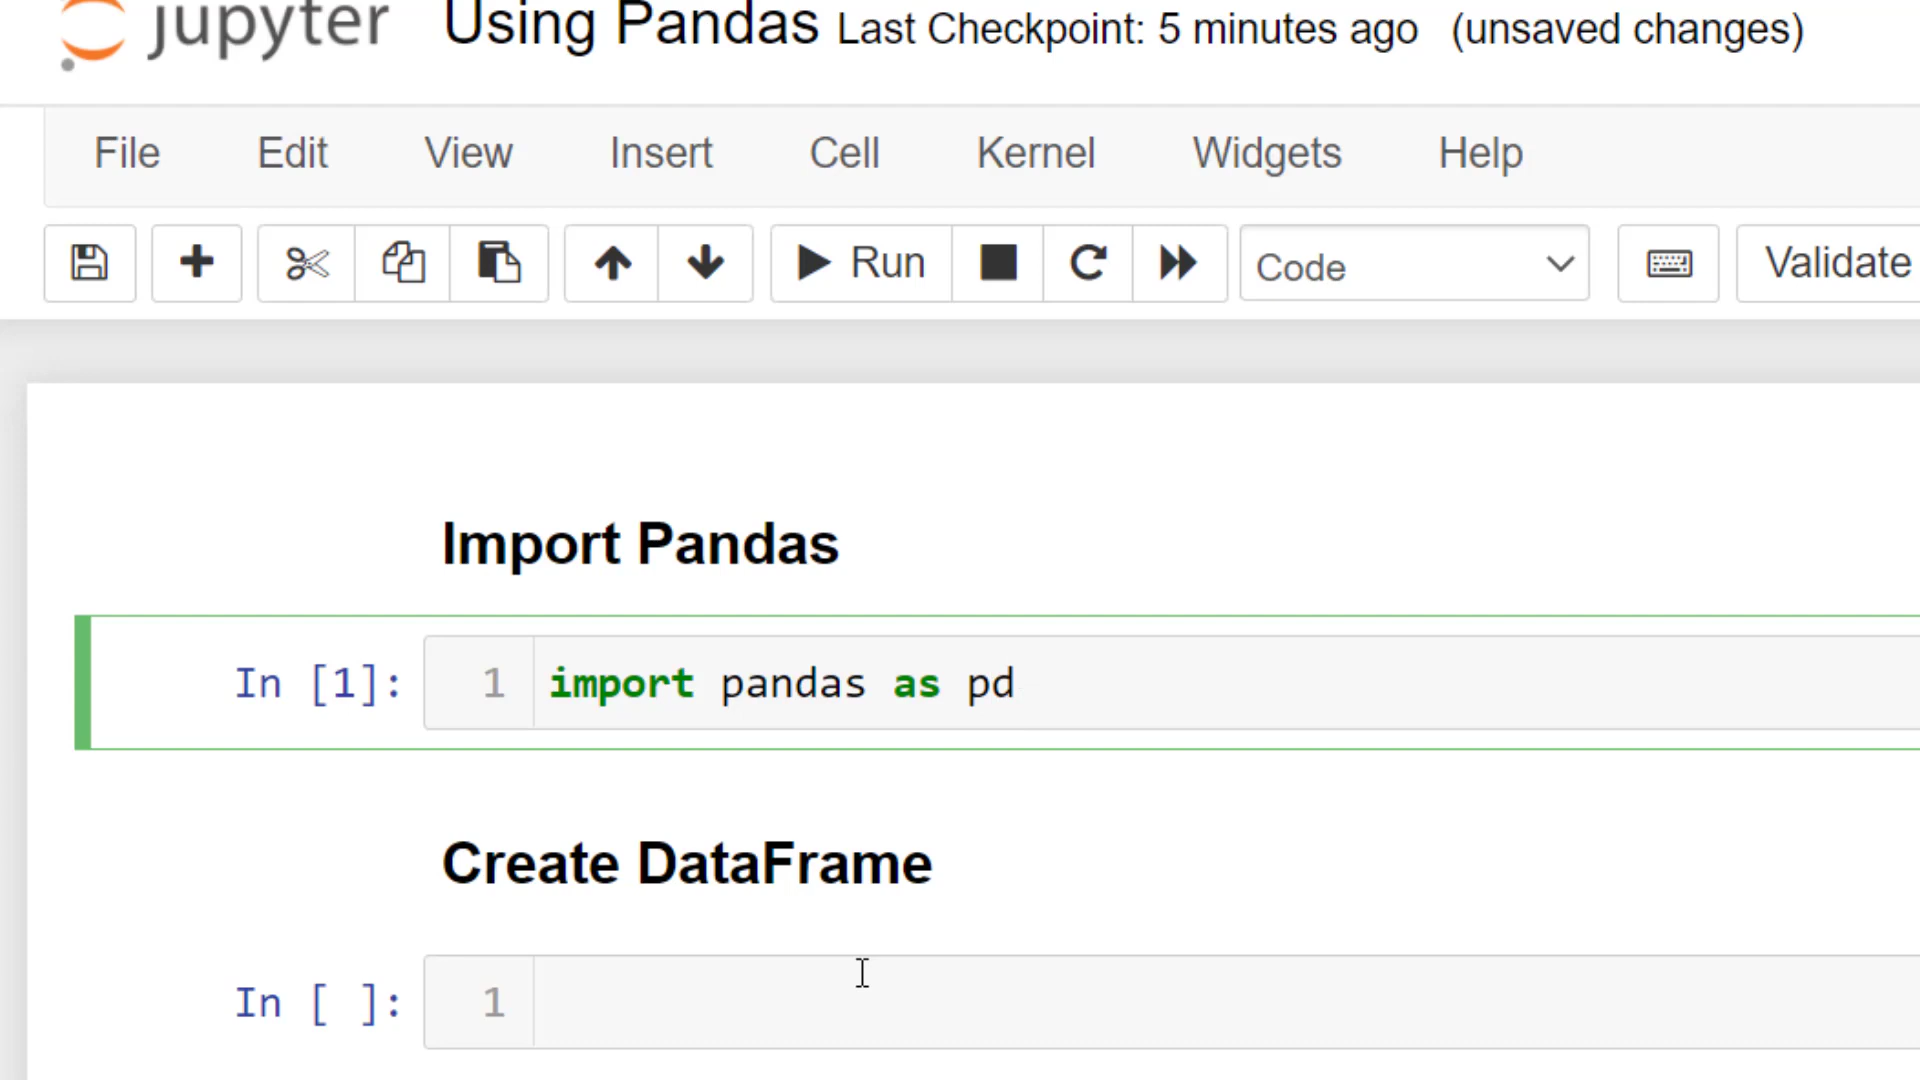 jupyter Using Pandas Last Checkpoint: 5 minutes ago (unsaved changes)
File Edit View Insert Cell Kernel Widgets Help
Run Code Validate
Import Pandas
In [1]: 1 import pandas as pd
Create DataFrame
In [ ]: 1